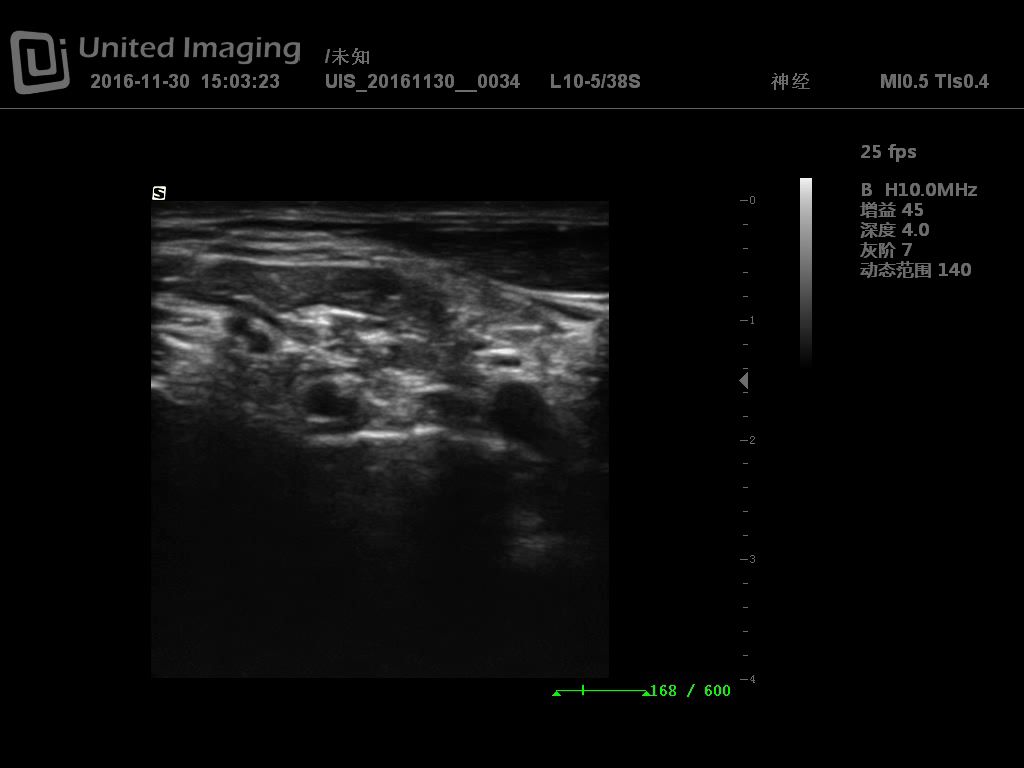 United Imaging
/未知
2016-11-30 15:03:23 UIS_20161130__0034 L10-5/38S 神经 MI0.5 TIs0.4
25 fps
B H10.0MHz
增益 45
深度 4.0
灰阶 7
动态范围 140
S
0
1
2
3
4
168 / 600